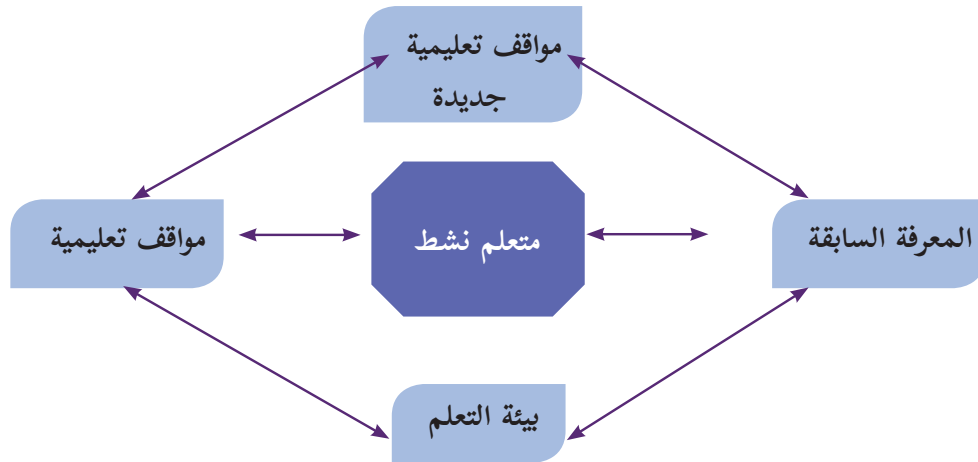 مواقف تعليمية
جديدة
المعرفة السابقة
متعلم نشط
مواقف تعليمية
بيئة التعلم